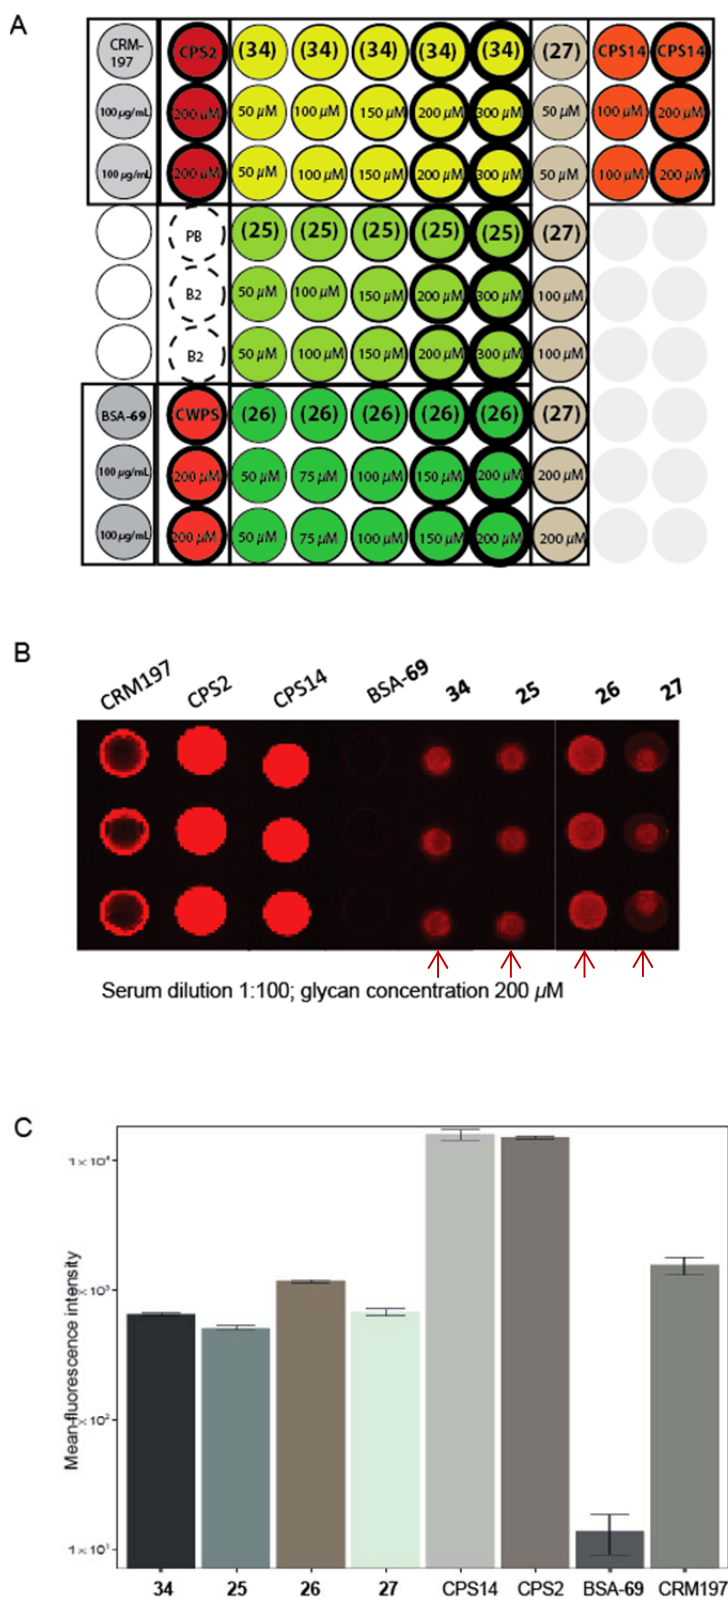 A
CRM-197 CPS2 (34) (34) (34) (34) (34) (27) CPS14 CPS14
100 µg/mL 200 µM 50 µM 100 µM 150 µM 200 µM 300 µM 50 µM 100 µM 200 µM
100 µg/mL 200 µM 50 µM 100 µM 150 µM 200 µM 300 µM 50 µM 100 µM 200 µM
PB (25) (25) (25) (25) (25) (27)
B2 50 µM 100 µM 150 µM 200 µM 300 µM 100 µM
B2 50 µM 100 µM 150 µM 200 µM 300 µM 100 µM
BSA-69 CWPS (26) (26) (26) (26) (26) (27)
100 µg/mL 200 µM 50 µM 75 µM 100 µM 150 µM 200 µM 200 µM
100 µg/mL 200 µM 50 µM 75 µM 100 µM 150 µM 200 µM 200 µM
B
CRM197 CPS2 CPS14 BSA-69 34 25 26 27
Serum dilution 1:100; glycan concentration 200 µM
C
Mean-fluorescence intensity
1×10⁴
×10³
×10²
1×10¹
34 25 26 27 CPS14 CPS2 BSA-69 CRM197